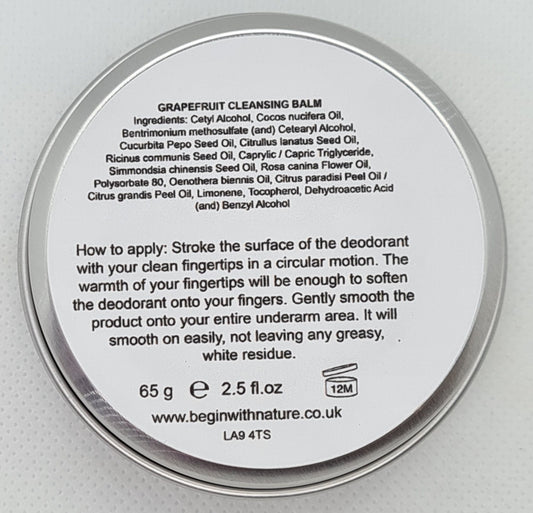 GRAPEFRUIT CLEANSING BALM
Ingredients: Cetyl Alcohol, Cocos nucifera Oil,
Bentrimonium methosulfate (and) Cetearyl Alcohol,
Cucurbita Pepo Seed Oil, Citrullus lanatus Seed Oil,
Ricinus communis Seed Oil, Caprylic / Capric Triglyceride,
Simmondsia chinensis Seed Oil, Rosa canina Flower Oil,
Polysorbate 80, Oenothera biennis Oil, Citrus paradisi Peel Oil /
Citrus grandis Peel Oil, Limonene, Tocopherol, Dehydroacetic Acid
(and) Benzyl Alcohol
How to apply: Stroke the surface of the deodorant
with your clean fingertips in a circular motion. The
warmth of your fingertips will be enough to soften
the deodorant onto your fingers. Gently smooth the
product onto your entire underarm area. It will
smooth on easily, not leaving any greasy,
white residue.
65 g ℮ 2.5 fl.oz 12M
www.beginwithnature.co.uk
LA9 4TS